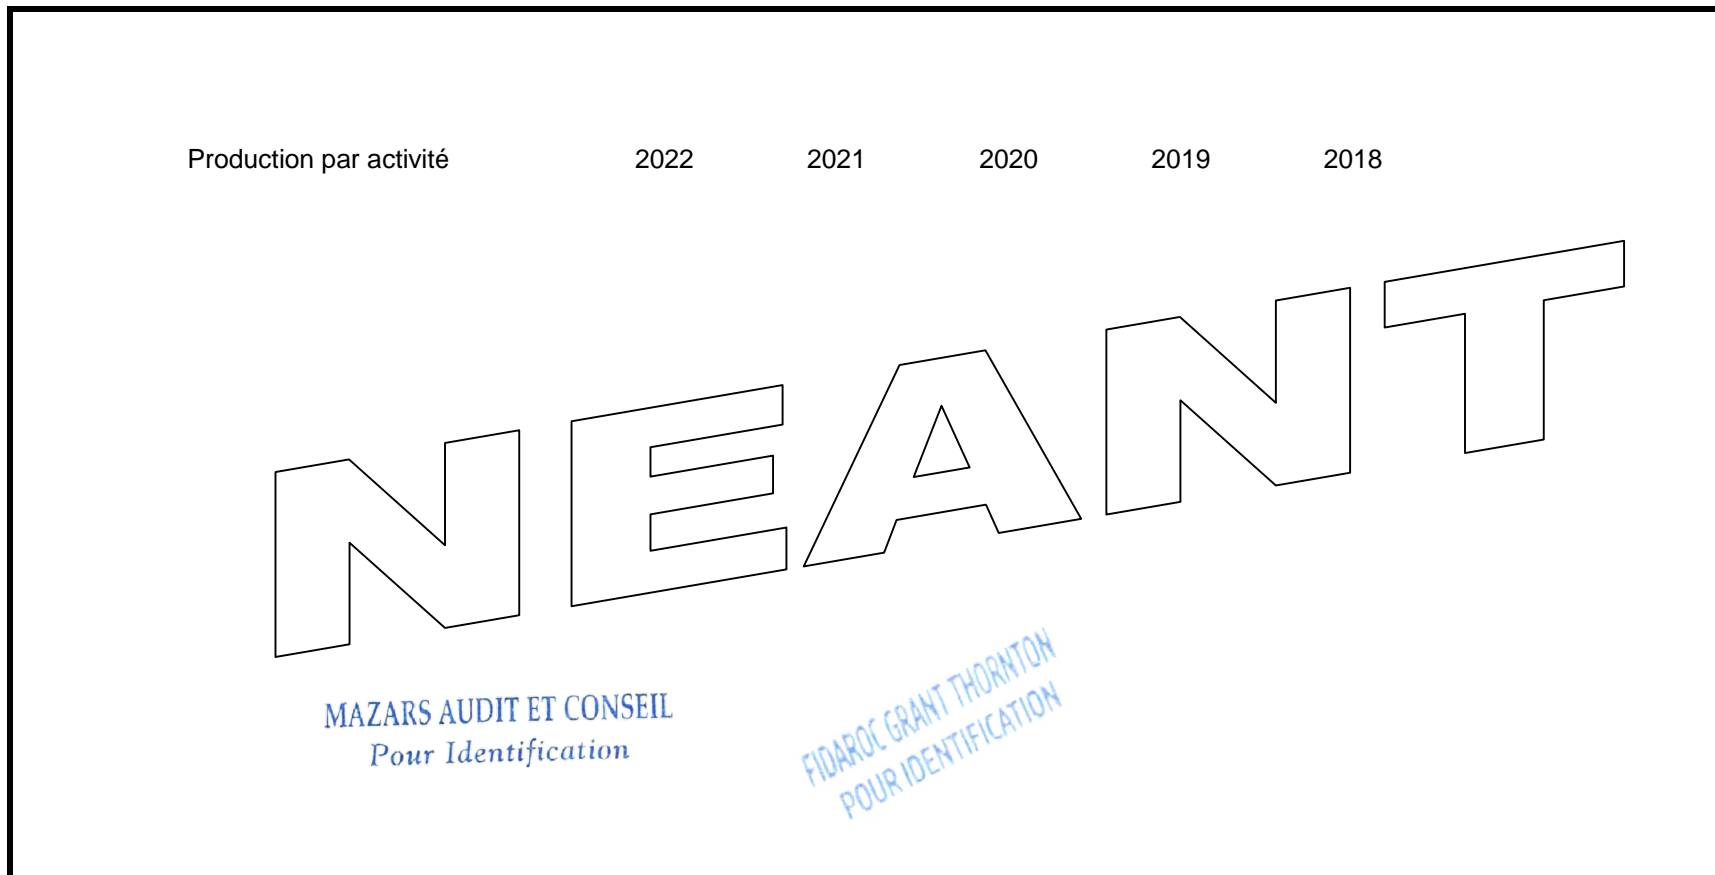 Production par activité 2022 2021 2020 2019 2018
NEANT
MAZARS AUDIT ET CONSEIL
Pour Identification
FIDAROC GRANT THORNTON
POUR IDENTIFICATION